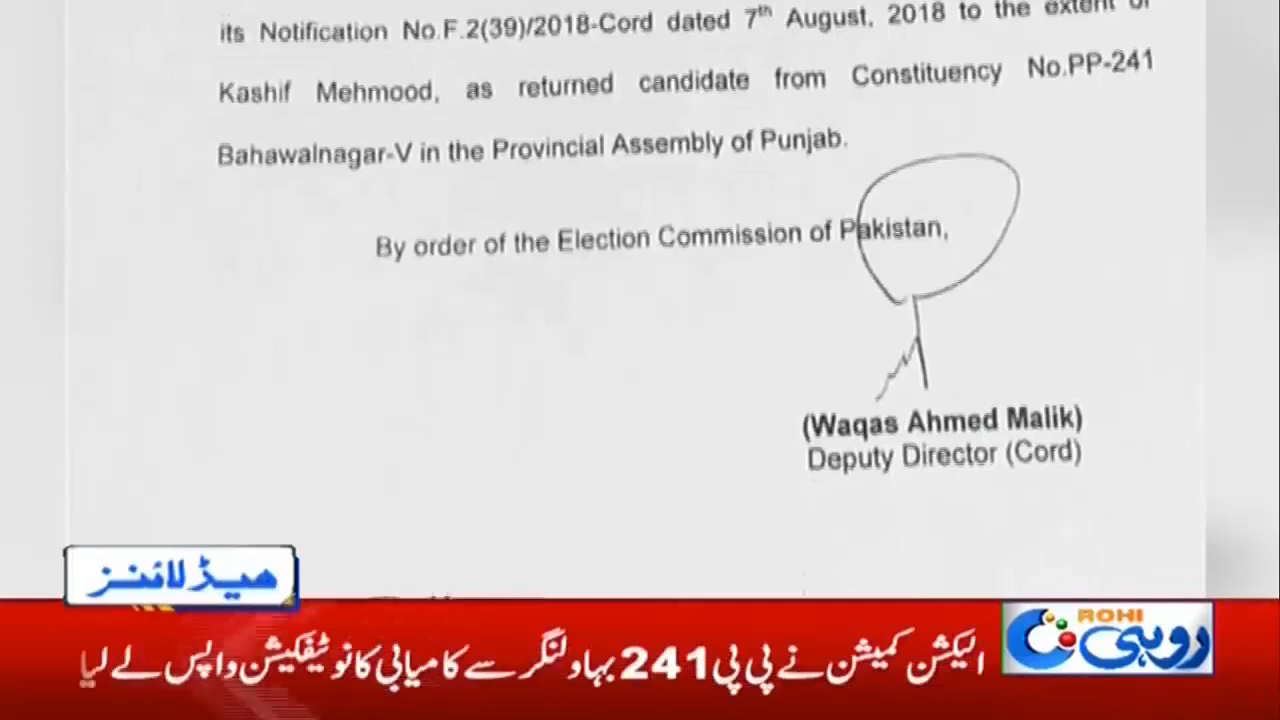 its Notification No.F.2(39)/2018-Cord dated 7th August, 2018 to the extent of
Kashif Mehmood, as returned candidate from Constituency No.PP-241
Bahawalnagar-V in the Provincial Assembly of Punjab.
By order of the Election Commission of Pakistan,
(Waqas Ahmed Malik)
Deputy Director (Cord)
ہیڈ لائنز
ROHI
روہی
الیکشن کمیشن نے پی پی 241 بہاولنگر سے کامیابی کا نوٹیفکیشن واپس لے لیا